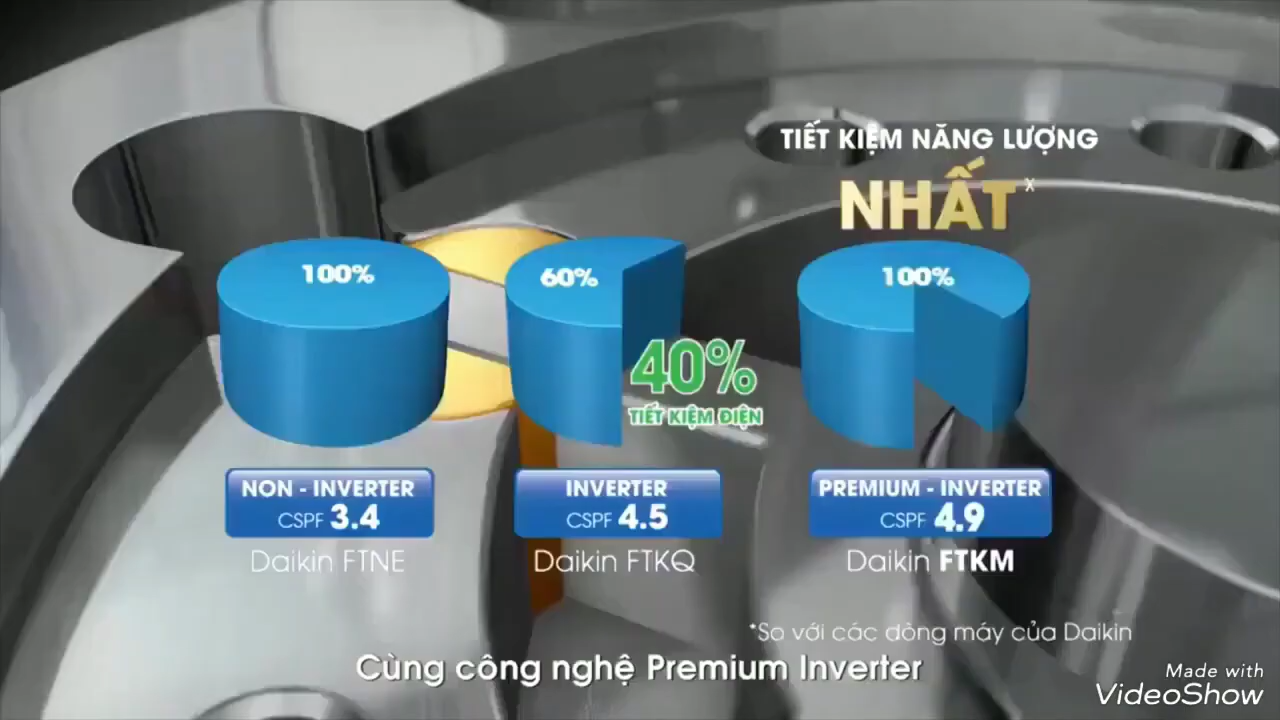 TIẾT KIỆM NĂNG LƯỢNG
NHẤT
100%
60%
100%
40%
TIẾT KIỆM ĐIỆN
NON - INVERTER
CSPF 3.4
Daikin FTNE
INVERTER
CSPF 4.5
Daikin FTKQ
PREMIUM - INVERTER
CSPF 4.9
Daikin FTKM
*So với các dòng máy của Daikin
Cùng công nghệ Premium Inverter
Made with
VideoShow